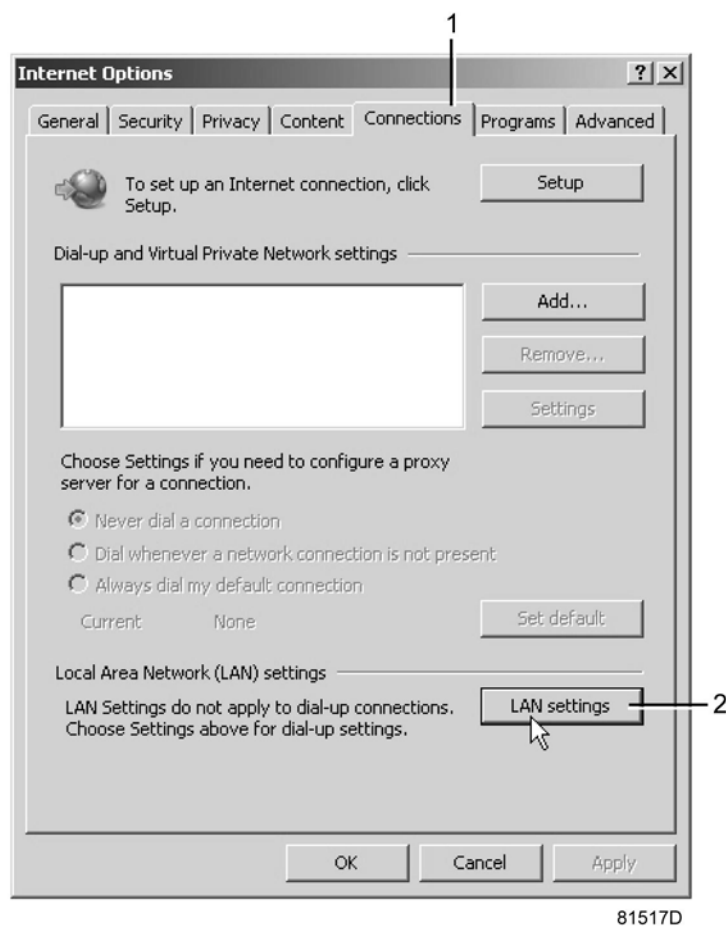 1
Internet Options
General Security Privacy Content Connections Programs Advanced
To set up an Internet connection, click
Setup.
Setup
Dial-up and Virtual Private Network settings
Add...
Remove...
Settings
Choose Settings if you need to configure a proxy
server for a connection.
Never dial a connection
Dial whenever a network connection is not present
Always dial my default connection
Current None
Set default
Local Area Network (LAN) settings
LAN Settings do not apply to dial-up connections.
Choose Settings above for dial-up settings.
LAN settings
2
OK Cancel Apply
81517D